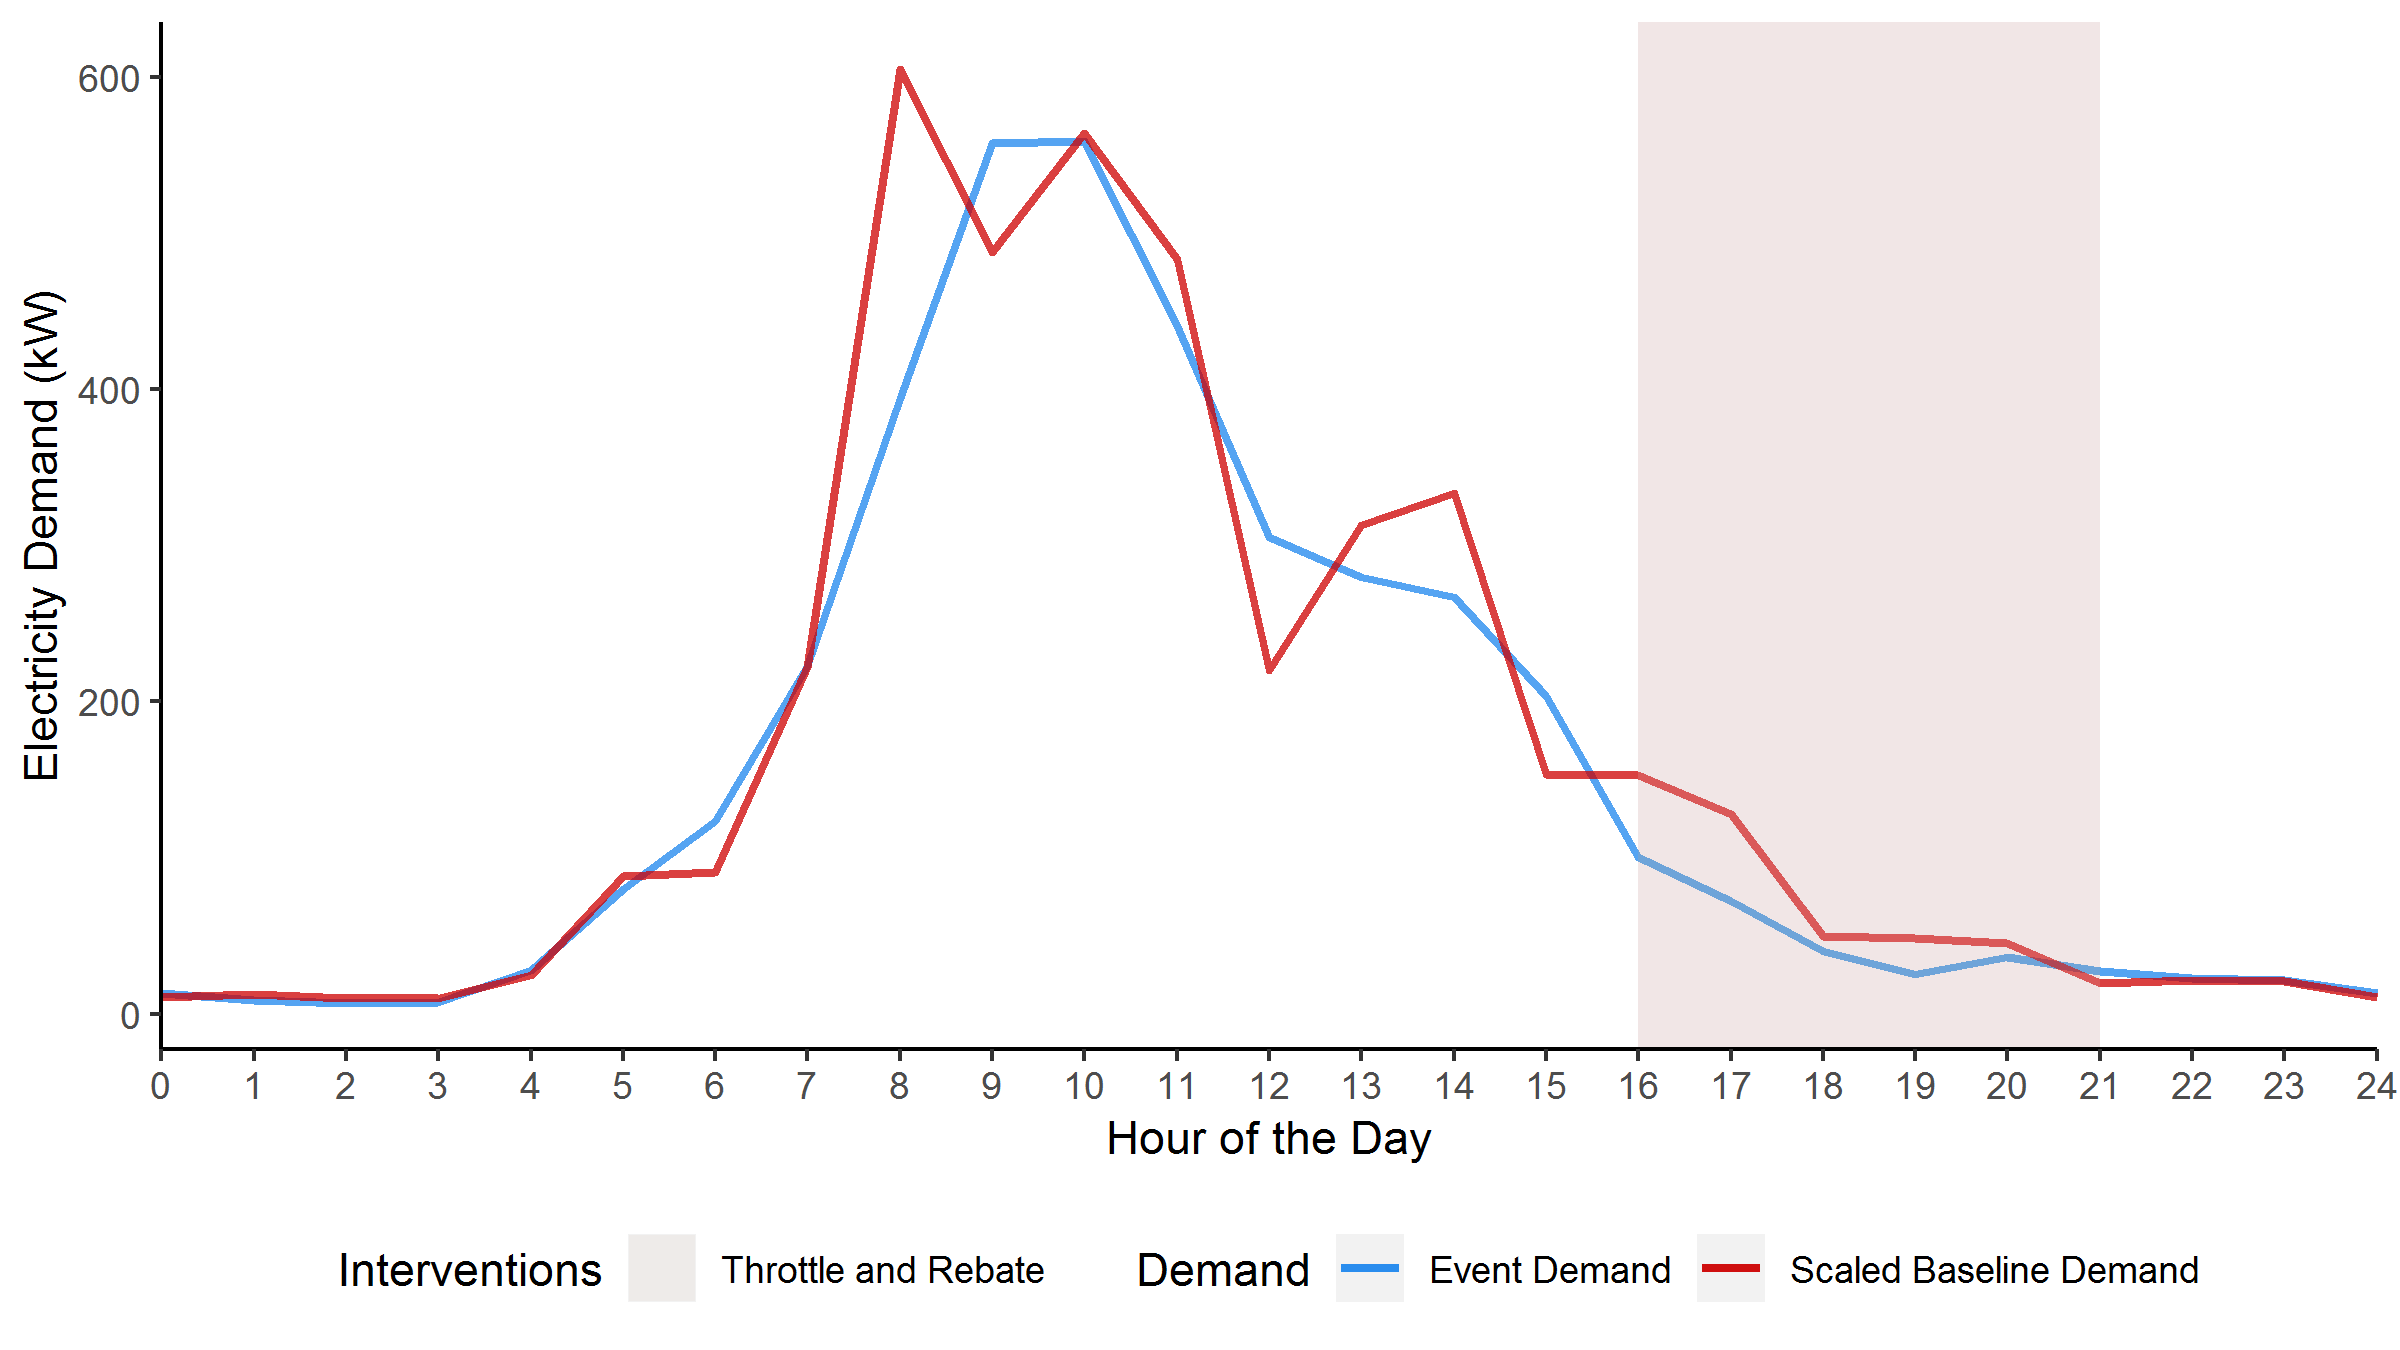 600
400
200
0
Electricity Demand (kW)
0 1 2 3 4 5 6 7 8 9 10 11 12 13 14 15 16 17 18 19 20 21 22 23 24
Hour of the Day
Interventions Throttle and Rebate Demand Event Demand Scaled Baseline Demand